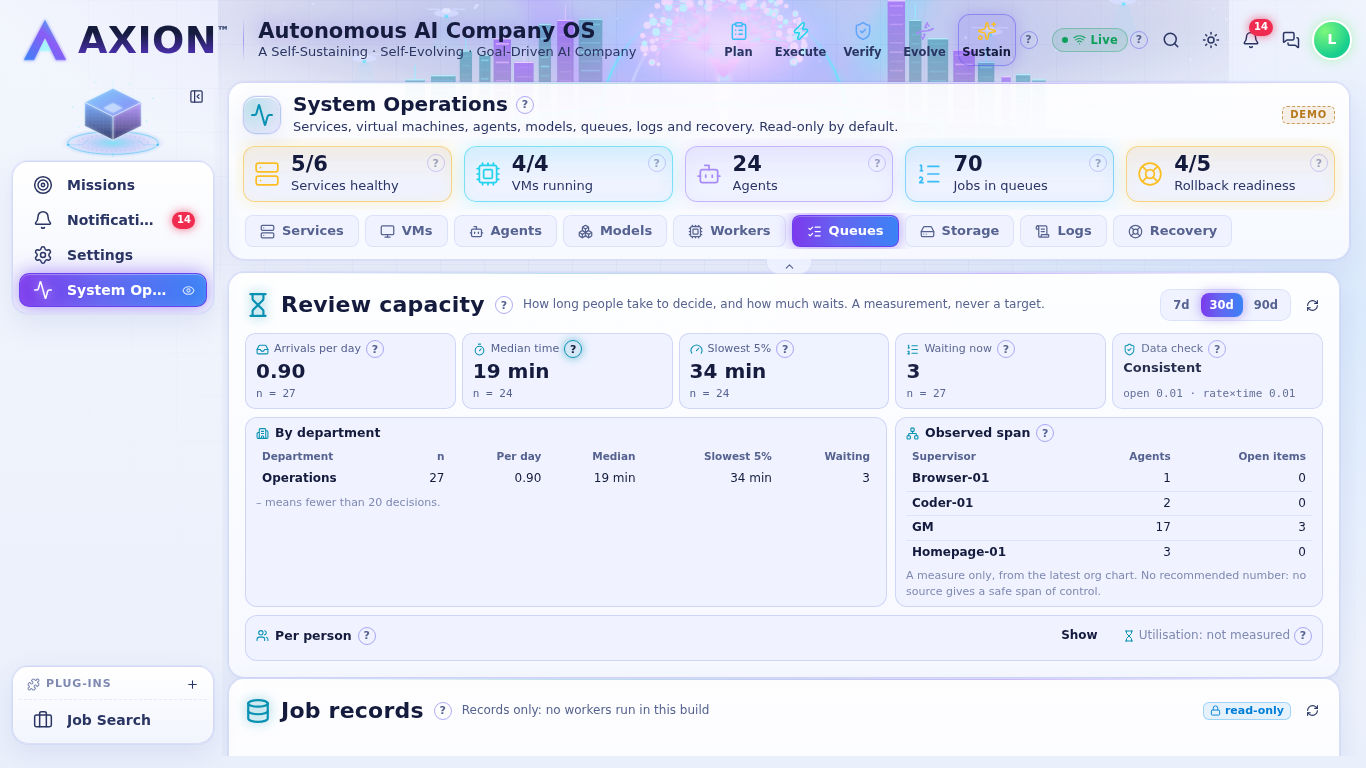 AXION™
Autonomous AI Company OS
A Self-Sustaining · Self-Evolving · Goal-Driven AI Company
Plan
Execute
Verify
Evolve
Sustain
?
Live
?
14
L
Missions
Notificati...
14
Settings
System Op...
PLUG-INS
+
Job Search
System Operations ?
Services, virtual machines, agents, models, queues, logs and recovery. Read-only by default.
DEMO
5/6
Services healthy
?
4/4
VMs running
?
24
Agents
?
70
Jobs in queues
?
4/5
Rollback readiness
?
Services
VMs
Agents
Models
Workers
Queues
Storage
Logs
Recovery
Review capacity ? How long people take to decide, and how much waits. A measurement, never a target.
7d 30d 90d
Arrivals per day ?
0.90
n = 27
Median time ?
19 min
n = 24
Slowest 5% ?
34 min
n = 24
Waiting now ?
3
n = 27
Data check ?
Consistent
open 0.01 · rate×time 0.01
By department
Department n Per day Median Slowest 5% Waiting
Operations 27 0.90 19 min 34 min 3
– means fewer than 20 decisions.
Observed span ?
Supervisor Agents Open items
Browser-01 1 0
Coder-01 2 0
GM 17 3
Homepage-01 3 0
A measure only, from the latest org chart. No recommended number: no
source gives a safe span of control.
Per person ?
Show
Utilisation: not measured ?
Job records ? Records only: no workers run in this build
read-only